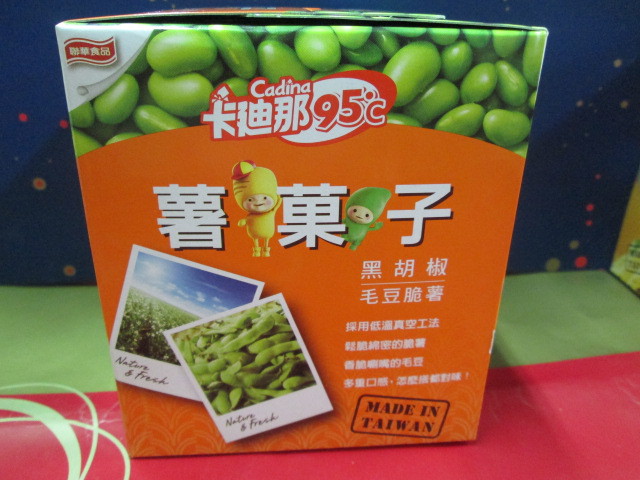 聯華食品
Cadina
卡迪那95℃
薯菓子
黑胡椒
毛豆脆薯
採用低溫真空工法
鬆脆綿密的脆薯
香脆唰嘴的毛豆
多重口感，怎麼搭都對味！
Nature & Fresh
Nature & Fresh
MADE IN
TAIWAN